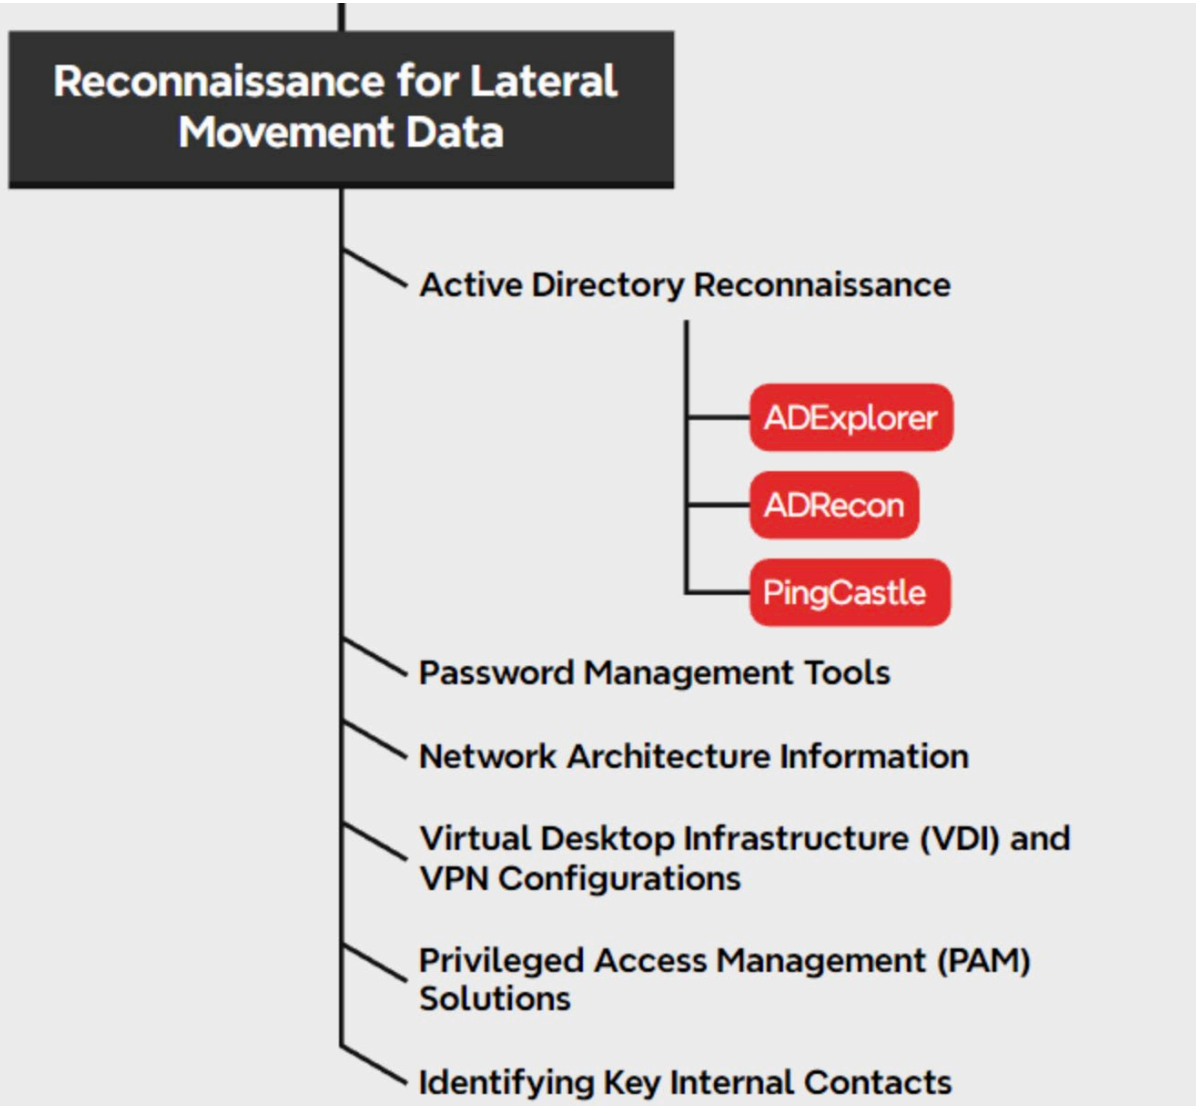 Reconnaissance for Lateral
Movement Data
Active Directory Reconnaissance
ADExplorer
ADRecon
PingCastle
Password Management Tools
Network Architecture Information
Virtual Desktop Infrastructure (VDI) and
VPN Configurations
Privileged Access Management (PAM)
Solutions
Identifying Key Internal Contacts